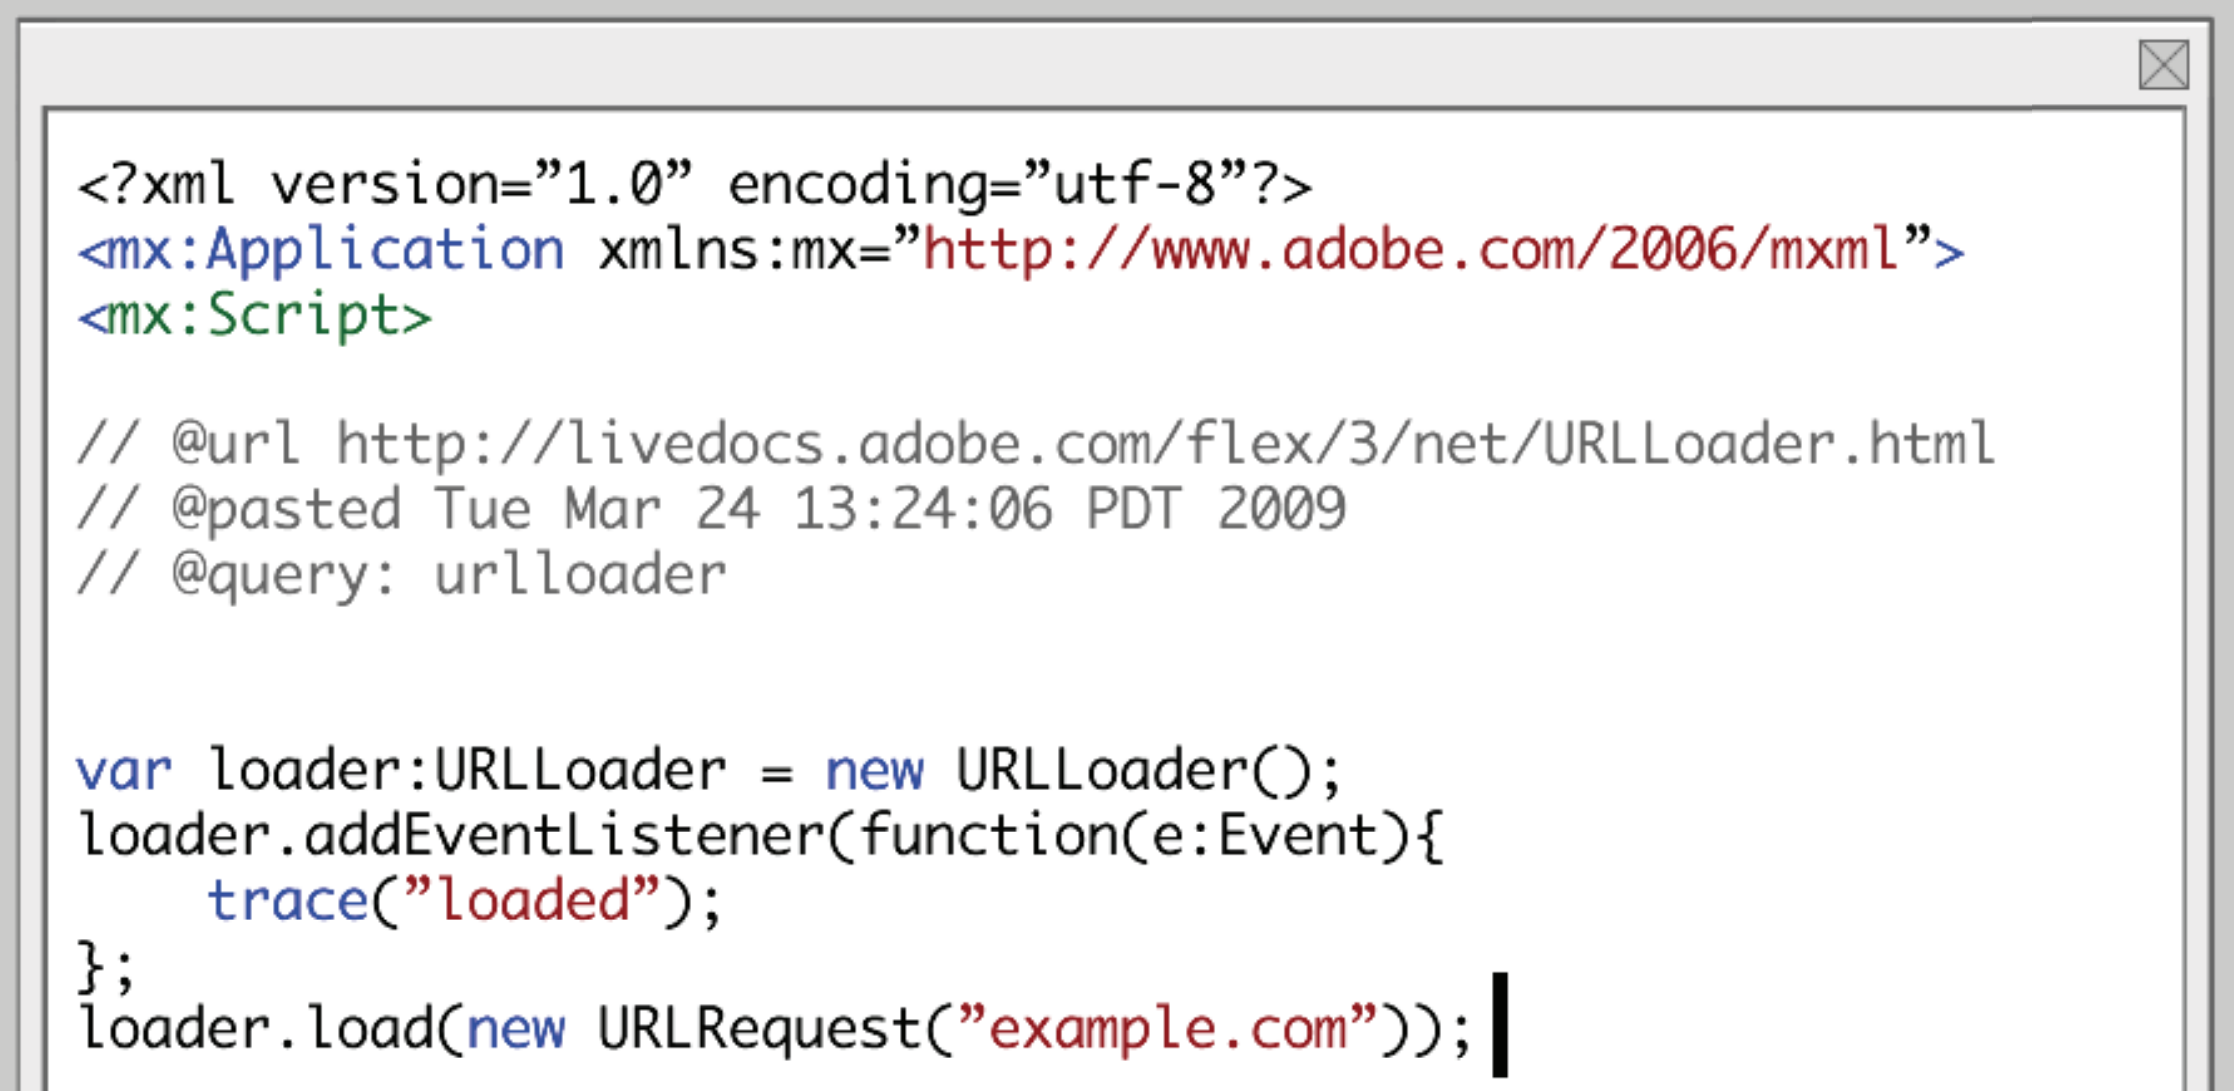 <?xml version=”1.0” encoding=”utf-8”?>
<mx:Application xmlns:mx=”http://www.adobe.com/2006/mxml”>
<mx:Script>
// @url http://livedocs.adobe.com/flex/3/net/URLLoader.html
// @pasted Tue Mar 24 13:24:06 PDT 2009
// @query: urlloader
var loader:URLLoader = new URLLoader();
loader.addEventListener(function(e:Event){
    trace(”loaded”);
};
loader.load(new URLRequest(”example.com”));